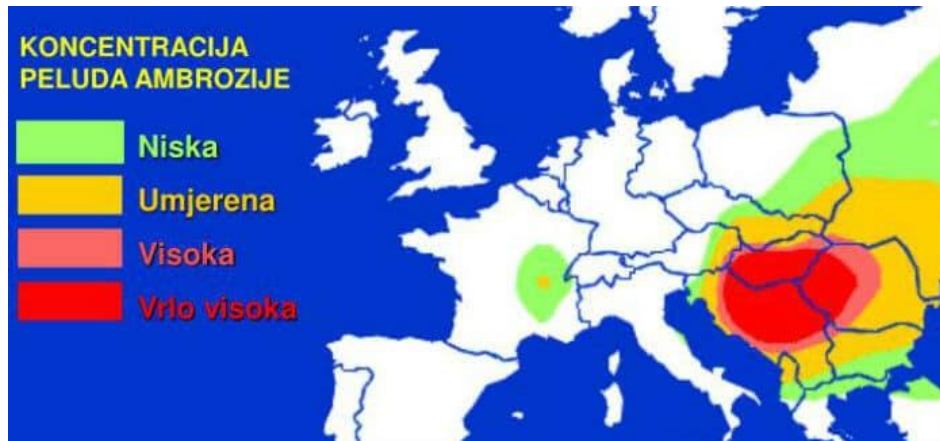 KONCENTRACIJA
PELUDA AMBROZIJE
Niska
Umjerena
Visoka
Vrlo visoka